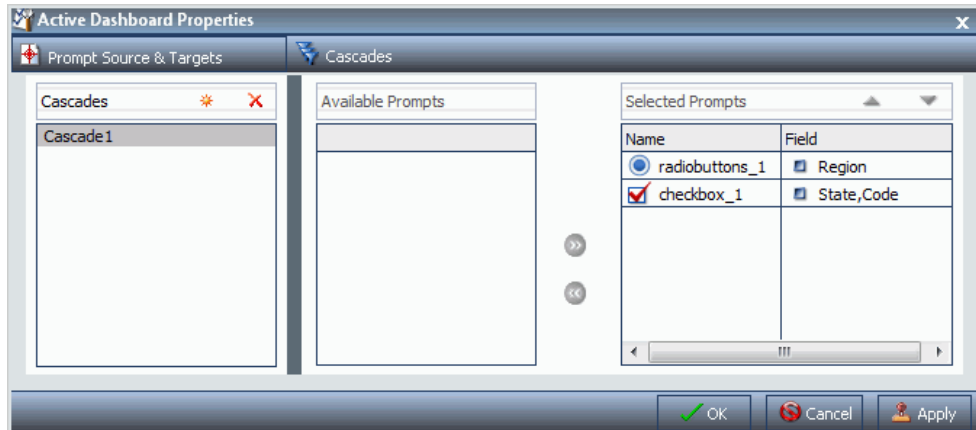 Active Dashboard Properties
Prompt Source & Targets
Cascades
Cascades
Available Prompts
Selected Prompts
Cascade1
Name
Field
radiobuttons_1
Region
checkbox_1
State,Code
OK
Cancel
Apply